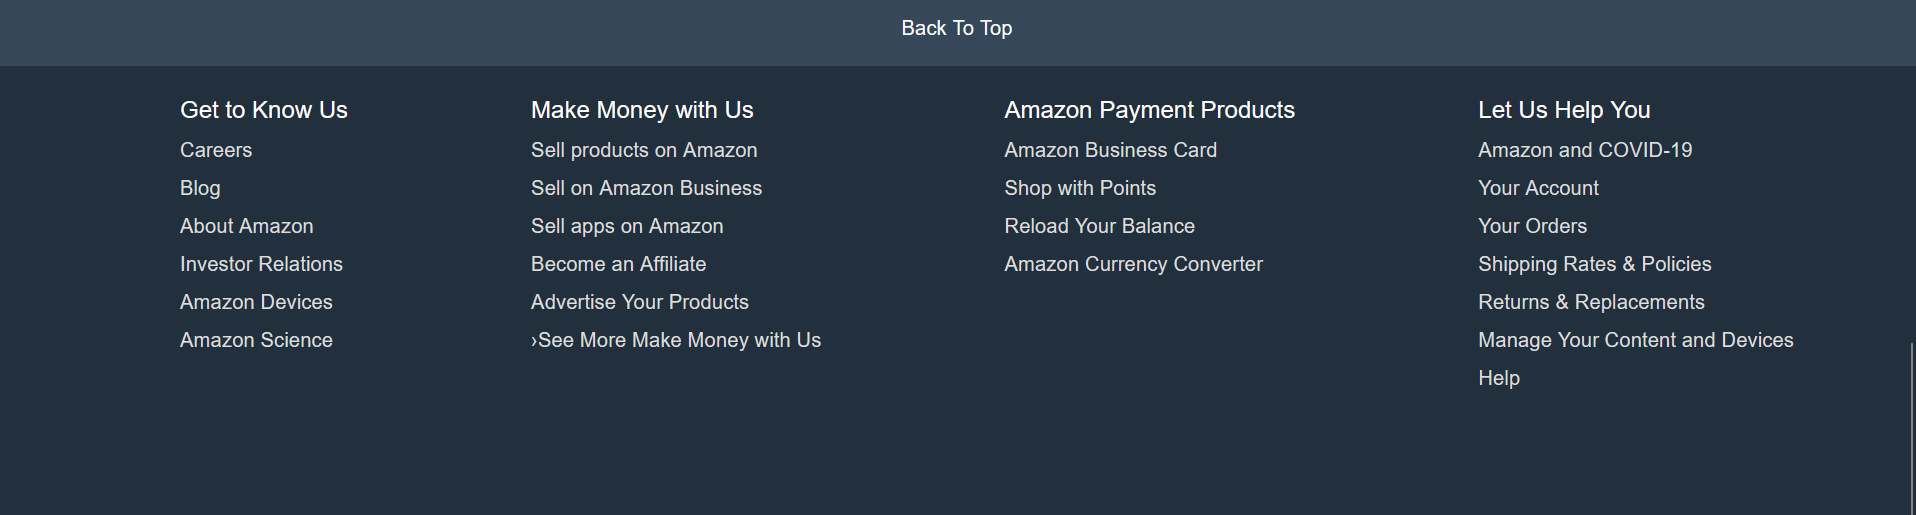 Back To Top
Get to Know Us
Careers
Blog
About Amazon
Investor Relations
Amazon Devices
Amazon Science
Make Money with Us
Sell products on Amazon
Sell on Amazon Business
Sell apps on Amazon
Become an Affiliate
Advertise Your Products
›See More Make Money with Us
Amazon Payment Products
Amazon Business Card
Shop with Points
Reload Your Balance
Amazon Currency Converter
Let Us Help You
Amazon and COVID-19
Your Account
Your Orders
Shipping Rates & Policies
Returns & Replacements
Manage Your Content and Devices
Help